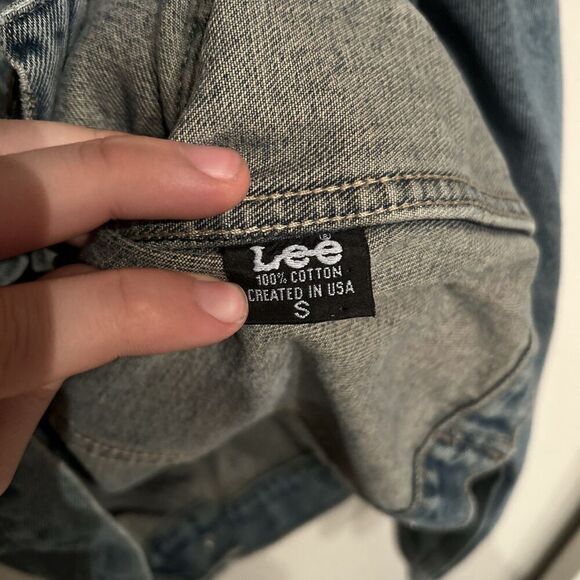 Lee®
100% COTTON
CREATED IN USA
S